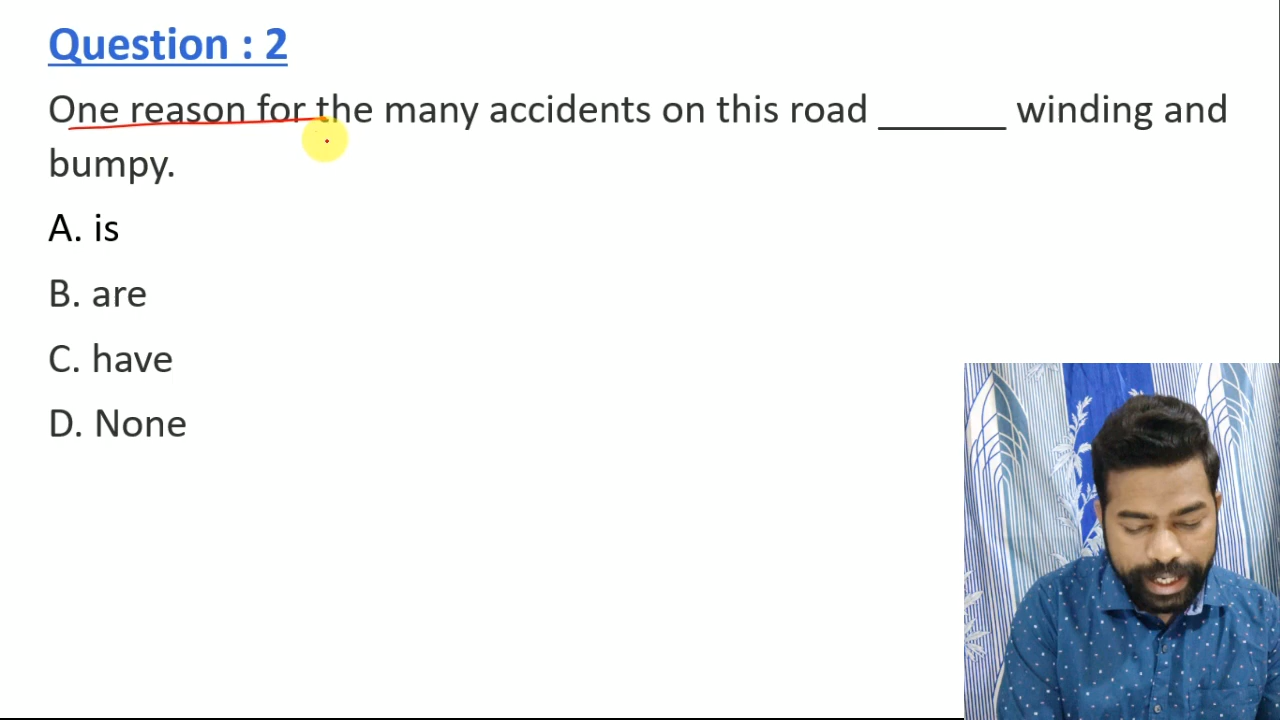 Question : 2
One reason for the many accidents on this road _______ winding and
bumpy.
A. is
B. are
C. have
D. None